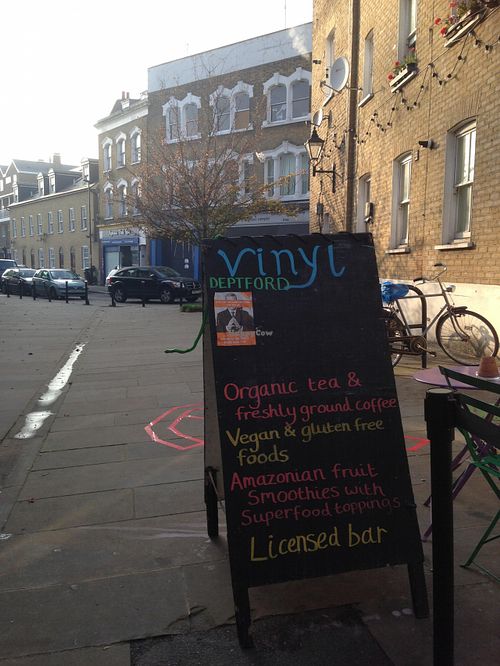 vinyl
DEPTFORD
Organic tea &
freshly ground coffee
Vegan & gluten free
foods
Amazonian fruit
Smoothies with
Superfood toppings
Licensed bar